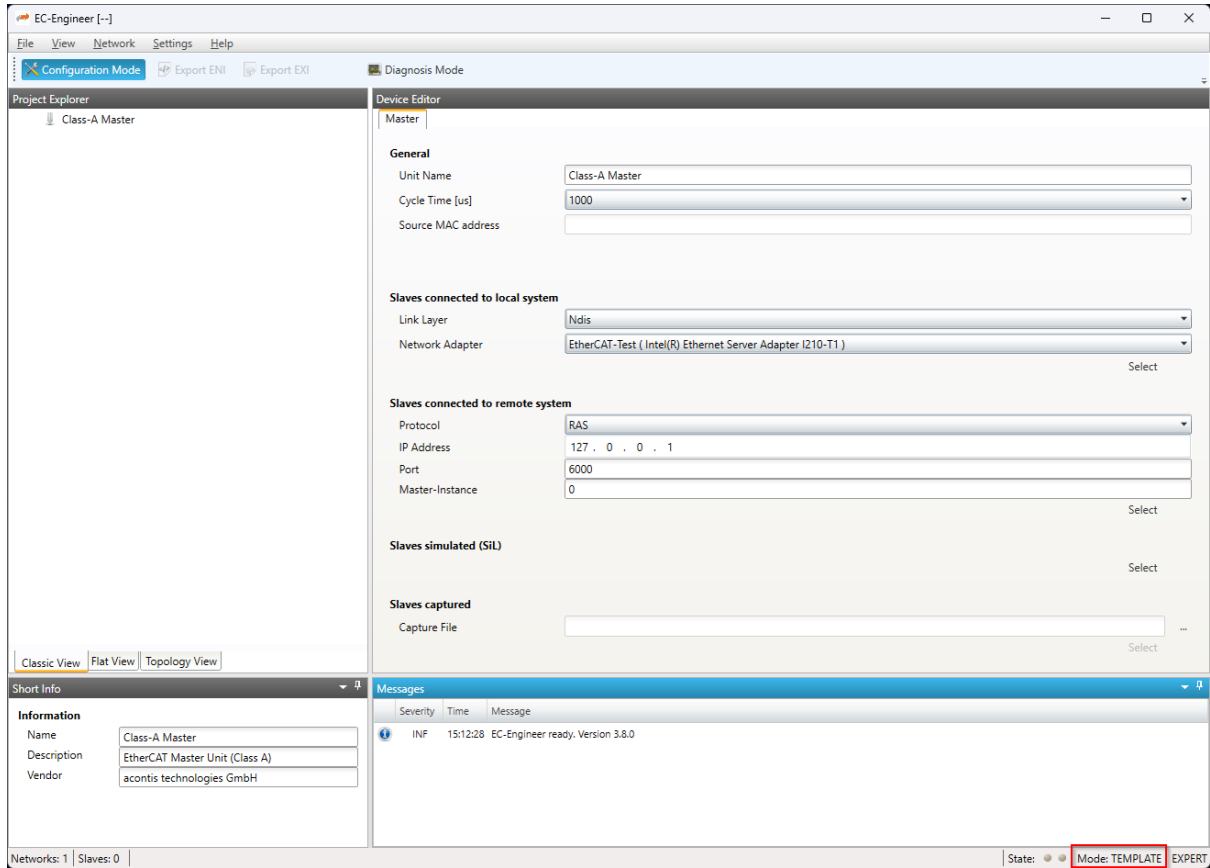 EC-Engineer [--]
File View Network Settings Help
Configuration Mode Export ENI Export EXI Diagnosis Mode
Project Explorer
Class-A Master
Classic View Flat View Topology View
Device Editor
Master
General
Unit Name Class-A Master
Cycle Time [us] 1000
Source MAC address
Slaves connected to local system
Link Layer Ndis
Network Adapter EtherCAT-Test ( Intel(R) Ethernet Server Adapter I210-T1 )
Select
Slaves connected to remote system
Protocol RAS
IP Address 127 . 0 . 0 . 1
Port 6000
Master-Instance 0
Select
Slaves simulated (SiL)
Select
Slaves captured
Capture File ...
Select
Short Info
Information
Name Class-A Master
Description EtherCAT Master Unit (Class A)
Vendor acontis technologies GmbH
Messages
Severity Time Message
INF 15:12:28 EC-Engineer ready. Version 3.8.0
Networks: 1 Slaves: 0 State: Mode: TEMPLATE EXPERT